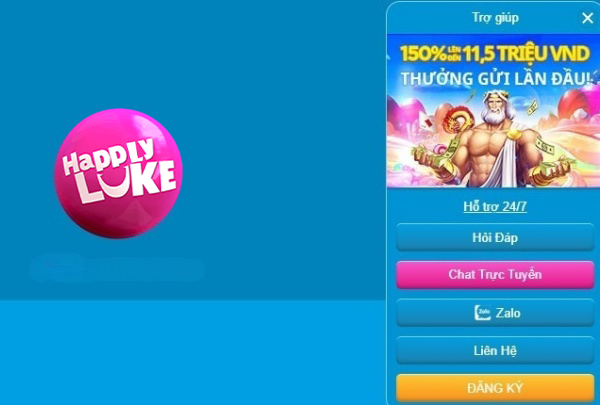 HaPPLY
LUKE
Trợ giúp
150% LÊN ĐẾN 11,5 TRIỆU VND
THƯỞNG GỬI LẦN ĐẦU!
Hỗ trợ 24/7
Hỏi Đáp
Chat Trực Tuyến
Zalo Zalo
Liên Hệ
ĐĂNG KÝ